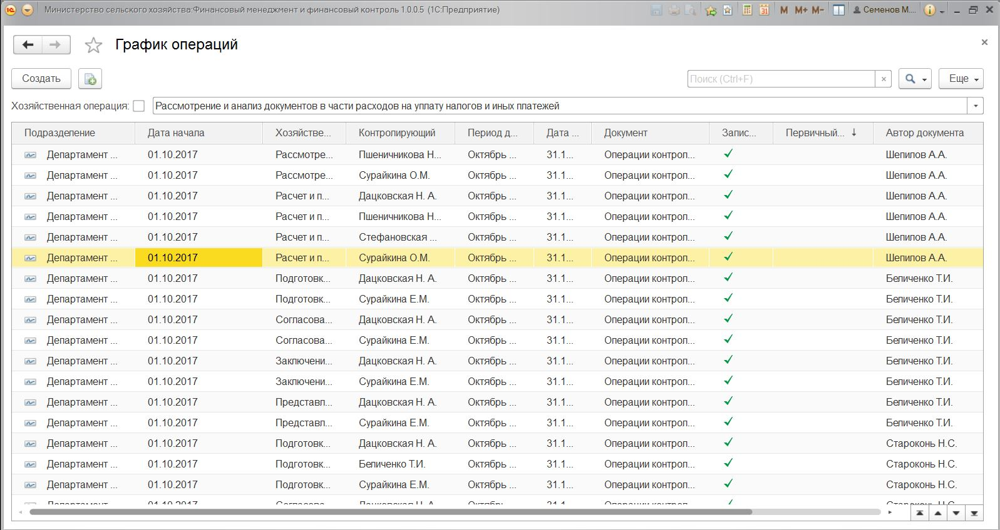 Министерство сельского хозяйства:Финансовый менеджмент и финансовый контроль 1.0.0.5 (1С:Предприятие) M M+ M- Семенов М....
График операций
Создать Поиск (Ctrl+F) Еще
Хозяйственная операция: Рассмотрение и анализ документов в части расходов на уплату налогов и иных платежей
Подразделение Дата начала Хозяйстве... Контролирующий Период д... Дата ... Документ Запис... Первичный... ↓ Автор документа
Департамент ... 01.10.2017 Рассмотре... Пшеничникова Н... Октябрь ... 31.1... Операции контрол... Шепилов А.А.
Департамент ... 01.10.2017 Рассмотре... Сурайкина О.М. Октябрь ... 31.1... Операции контрол... Шепилов А.А.
Департамент ... 01.10.2017 Расчет и п... Дацковская Н. А. Октябрь ... 31.1... Операции контрол... Шепилов А.А.
Департамент ... 01.10.2017 Расчет и п... Пшеничникова Н... Октябрь ... 31.1... Операции контрол... Шепилов А.А.
Департамент ... 01.10.2017 Расчет и п... Стефановская ... Октябрь ... 31.1... Операции контрол... Шепилов А.А.
Департамент ... 01.10.2017 Расчет и п... Сурайкина О.М. Октябрь ... 31.1... Операции контрол... Шепилов А.А.
Департамент ... 01.10.2017 Подготовк... Дацковская Н. А. Октябрь ... 31.1... Операции контрол... Беличенко Т.И.
Департамент ... 01.10.2017 Подготовк... Сурайкина Е.М. Октябрь ... 31.1... Операции контрол... Беличенко Т.И.
Департамент ... 01.10.2017 Согласова... Дацковская Н. А. Октябрь ... 31.1... Операции контрол... Беличенко Т.И.
Департамент ... 01.10.2017 Согласова... Сурайкина Е.М. Октябрь ... 31.1... Операции контрол... Беличенко Т.И.
Департамент ... 01.10.2017 Заключени... Дацковская Н. А. Октябрь ... 31.1... Операции контрол... Беличенко Т.И.
Департамент ... 01.10.2017 Заключени... Сурайкина Е.М. Октябрь ... 31.1... Операции контрол... Беличенко Т.И.
Департамент ... 01.10.2017 Представл... Дацковская Н. А. Октябрь ... 31.1... Операции контрол... Беличенко Т.И.
Департамент ... 01.10.2017 Представл... Сурайкина Е.М. Октябрь ... 31.1... Операции контрол... Беличенко Т.И.
Департамент ... 01.10.2017 Подготовк... Дацковская Н. А. Октябрь ... 31.1... Операции контрол... Староконь Н.С.
Департамент ... 01.10.2017 Подготовк... Беличенко Т.И. Октябрь ... 31.1... Операции контрол... Староконь Н.С.
Департамент ... 01.10.2017 Подготовк... Сурайкина Е.М. Октябрь ... 31.1... Операции контрол... Староконь Н.С.